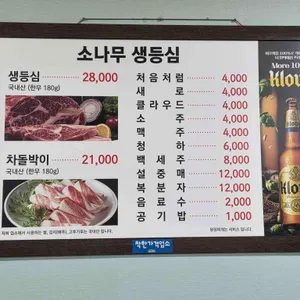 소나무 생등심
생등심 28,000
국내산 (한우 180g)
차돌박이 21,000
국내산 (한우 180g)
처음처럼 4,000
새로 4,000
클라우드 4,000
소주 4,000
맥주 4,000
청하 6,000
백세주 8,000
설중매 12,000
복분자 12,000
음료수 2,000
공기밥 1,000
착한가격업소
More 10
Klou